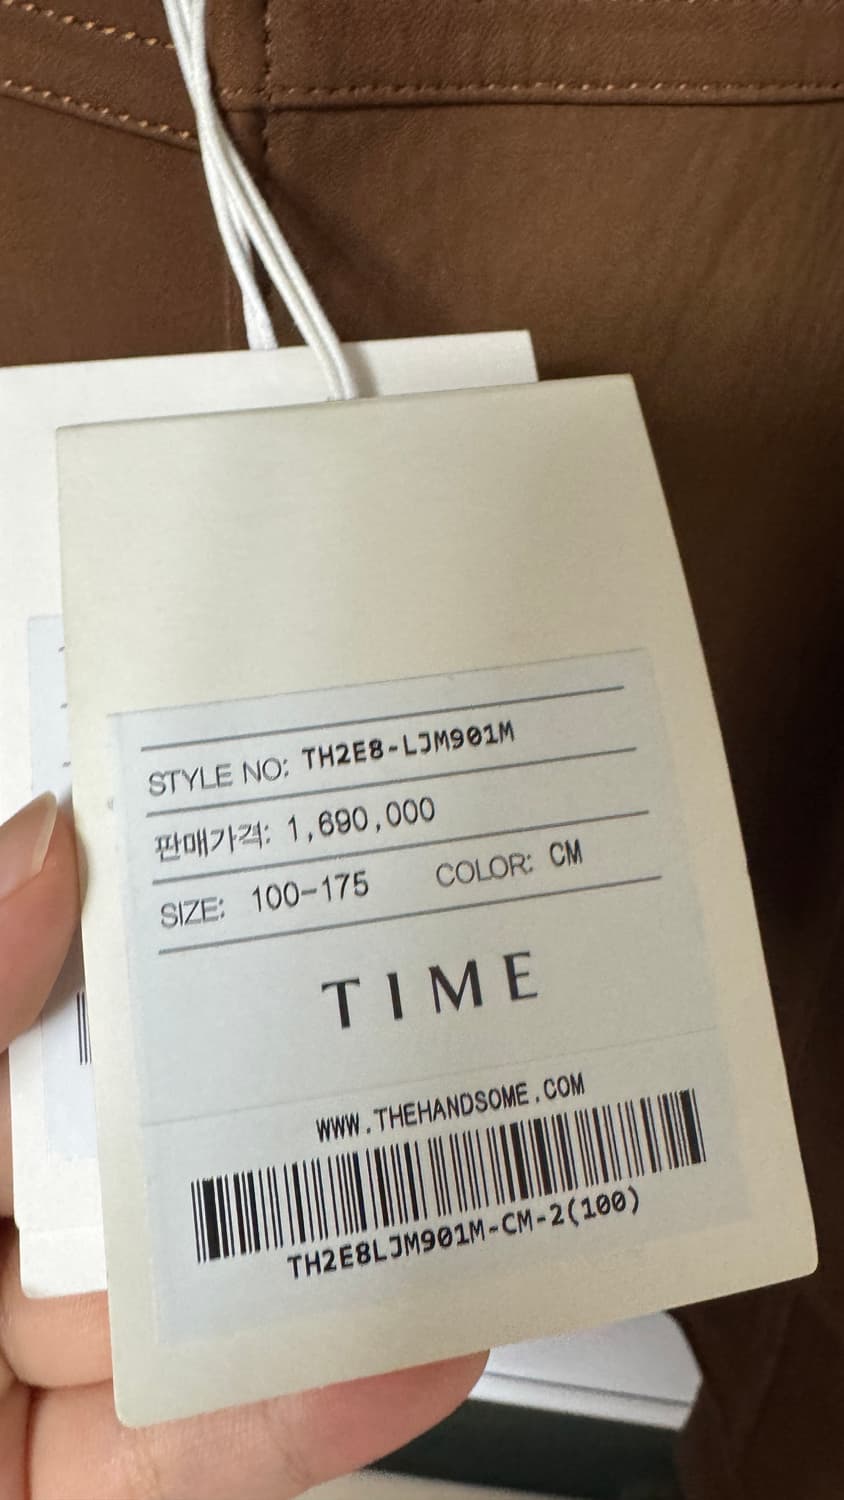 STYLE NO: TH2E8-LJM901M
판매가격: 1,690,000
SIZE: 100-175 COLOR: CM
TIME
WWW.THEHANDSOME.COM
TH2E8LJM901M-CM-2(100)